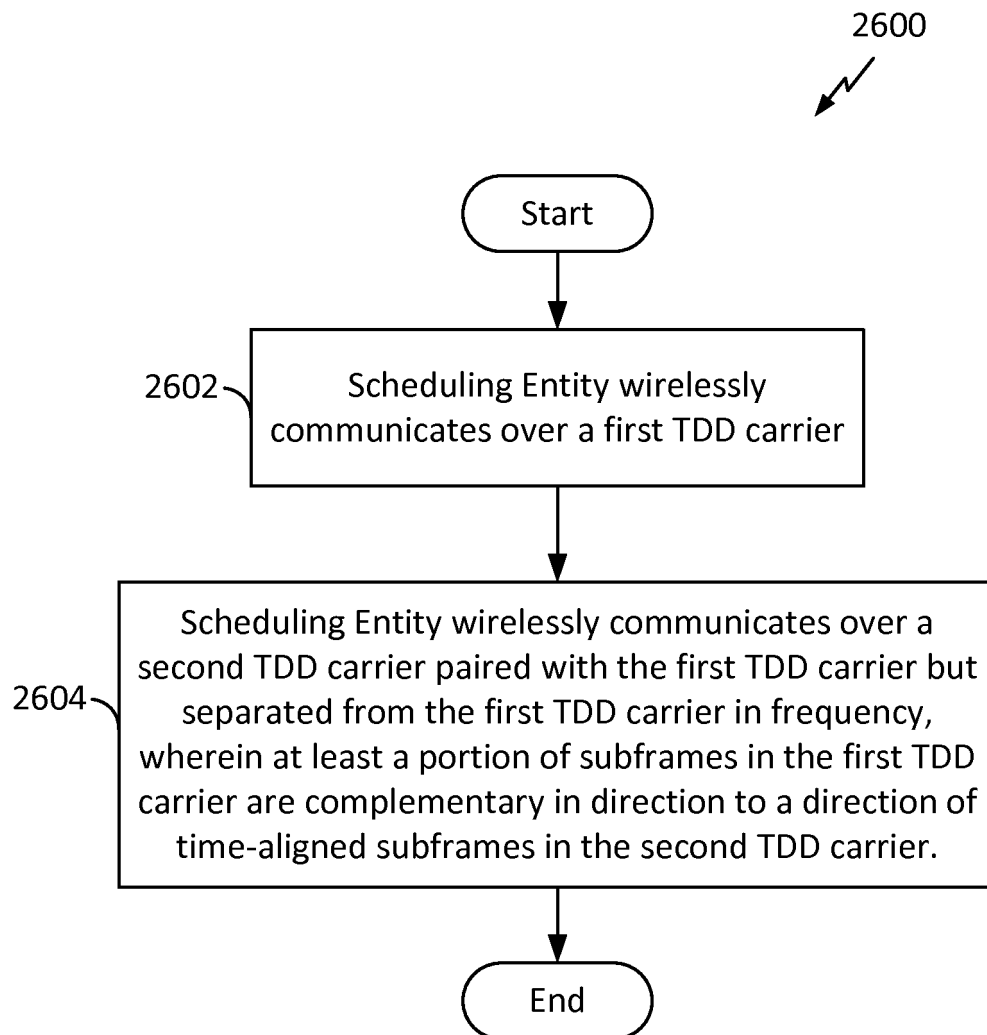 2600
Start
2602
Scheduling Entity wirelessly
communicates over a first TDD carrier
Scheduling Entity wirelessly communicates over a
second TDD carrier paired with the first TDD carrier but
2604
separated from the first TDD carrier in frequency,
wherein at least a portion of subframes in the first TDD
carrier are complementary in direction to a direction of
time-aligned subframes in the second TDD carrier.
End